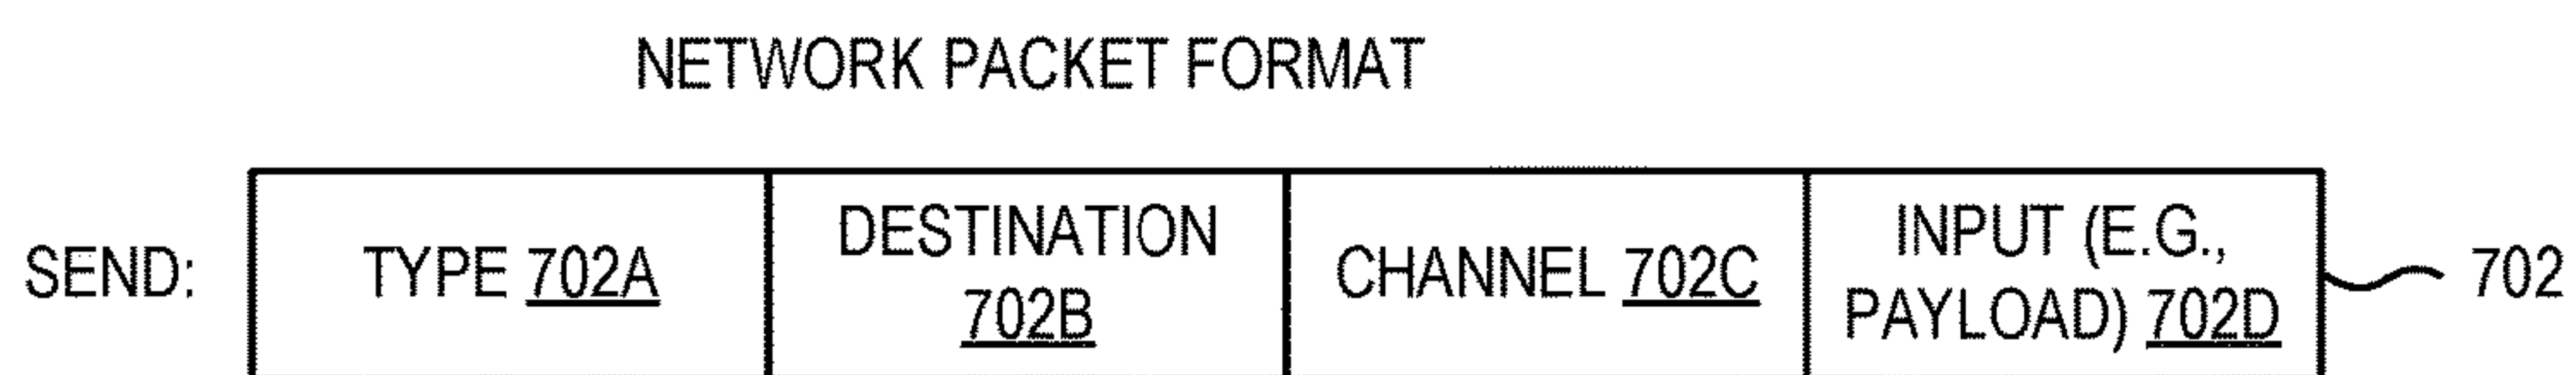 NETWORK PACKET FORMAT
SEND:
TYPE 702A
DESTINATION
702B
CHANNEL 702C
INPUT (E.G.,
PAYLOAD) 702D
702